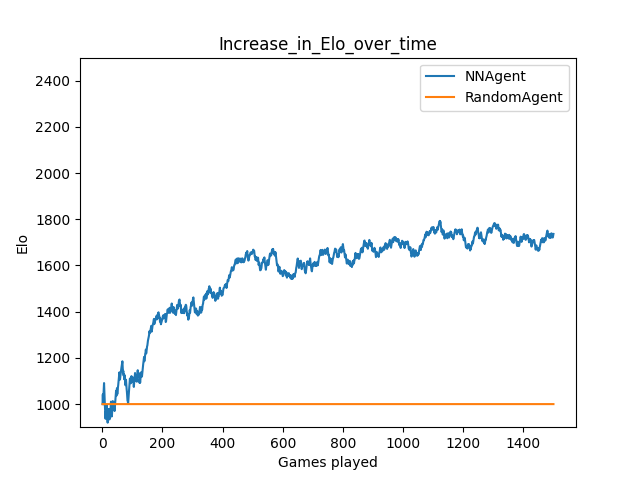 Increase_in_Elo_over_time
NNAgent
RandomAgent
2400
2200
2000
1800
1600
1400
1200
1000
Elo
0 200 400 600 800 1000 1200 1400
Games played